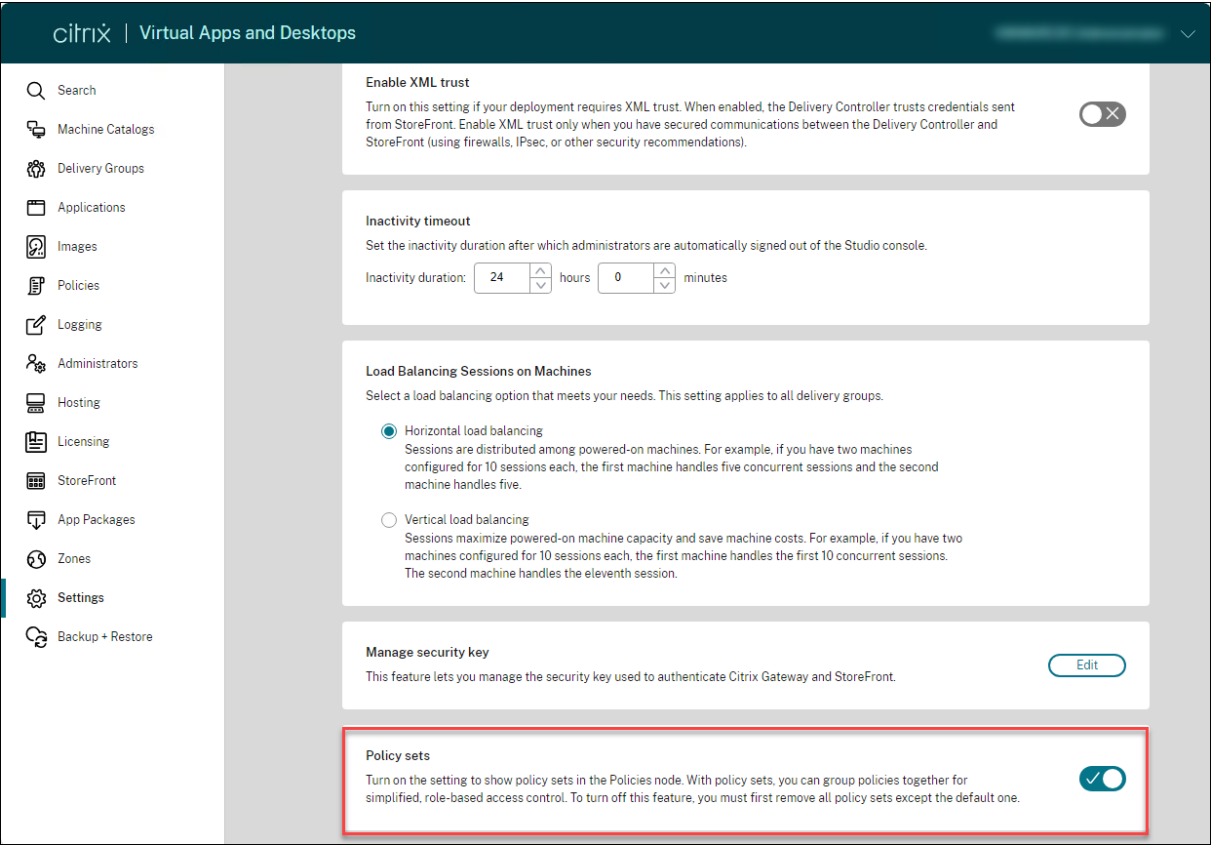 citrix | Virtual Apps and Desktops
Search
Machine Catalogs
Delivery Groups
Applications
Images
Policies
Logging
Administrators
Hosting
Licensing
StoreFront
App Packages
Zones
Settings
Backup + Restore
Enable XML trust
Turn on this setting if your deployment requires XML trust. When enabled, the Delivery Controller trusts credentials sent
from StoreFront. Enable XML trust only when you have secured communications between the Delivery Controller and
StoreFront (using firewalls, IPsec, or other security recommendations).
Inactivity timeout
Set the inactivity duration after which administrators are automatically signed out of the Studio console.
Inactivity duration: 24 hours 0 minutes
Load Balancing Sessions on Machines
Select a load balancing option that meets your needs. This setting applies to all delivery groups.
Horizontal load balancing
Sessions are distributed among powered-on machines. For example, if you have two machines
configured for 10 sessions each, the first machine handles five concurrent sessions and the second
machine handles five.
Vertical load balancing
Sessions maximize powered-on machine capacity and save machine costs. For example, if you have two
machines configured for 10 sessions each, the first machine handles the first 10 concurrent sessions.
The second machine handles the eleventh session.
Manage security key
This feature lets you manage the security key used to authenticate Citrix Gateway and StoreFront.
Edit
Policy sets
Turn on the setting to show policy sets in the Policies node. With policy sets, you can group policies together for
simplified, role-based access control. To turn off this feature, you must first remove all policy sets except the default one.